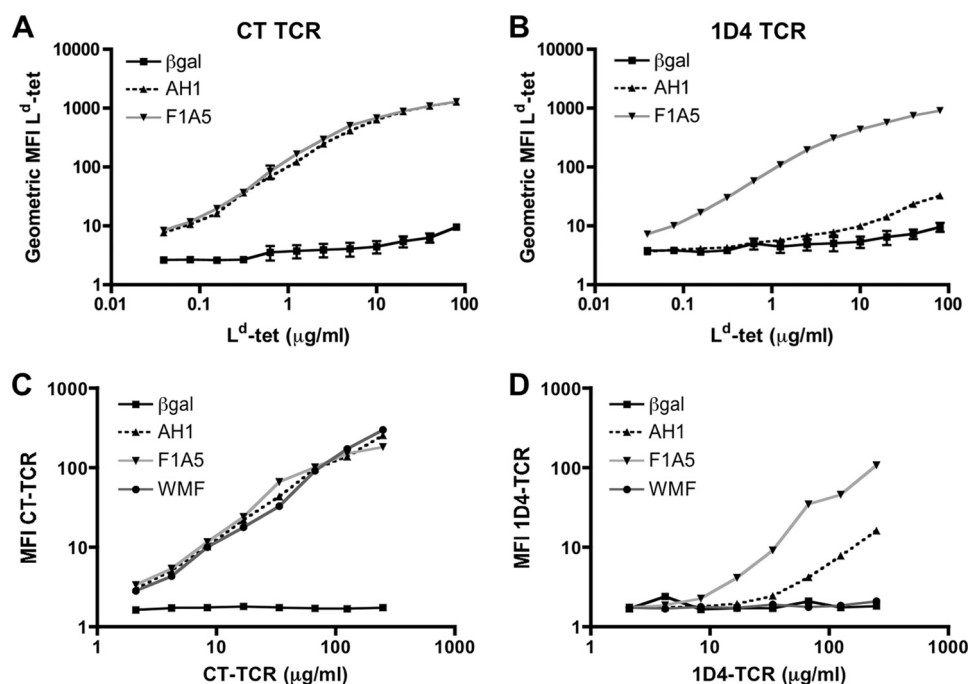 A
CT TCR
10000
1000
100
10
1
Geometric MFI Lᵈ-tet
βgal
AH1
F1A5
0.01 0.1 1 10 100
Lᵈ-tet (μg/ml)
B
1D4 TCR
10000
1000
100
10
1
Geometric MFI Lᵈ-tet
βgal
AH1
F1A5
0.01 0.1 1 10 100
Lᵈ-tet (μg/ml)
C
1000
100
10
1
MFI CT-TCR
βgal
AH1
F1A5
WMF
1 10 100 1000
CT-TCR (μg/ml)
D
1000
100
10
1
MFI 1D4-TCR
βgal
AH1
F1A5
WMF
1 10 100 1000
1D4-TCR (μg/ml)